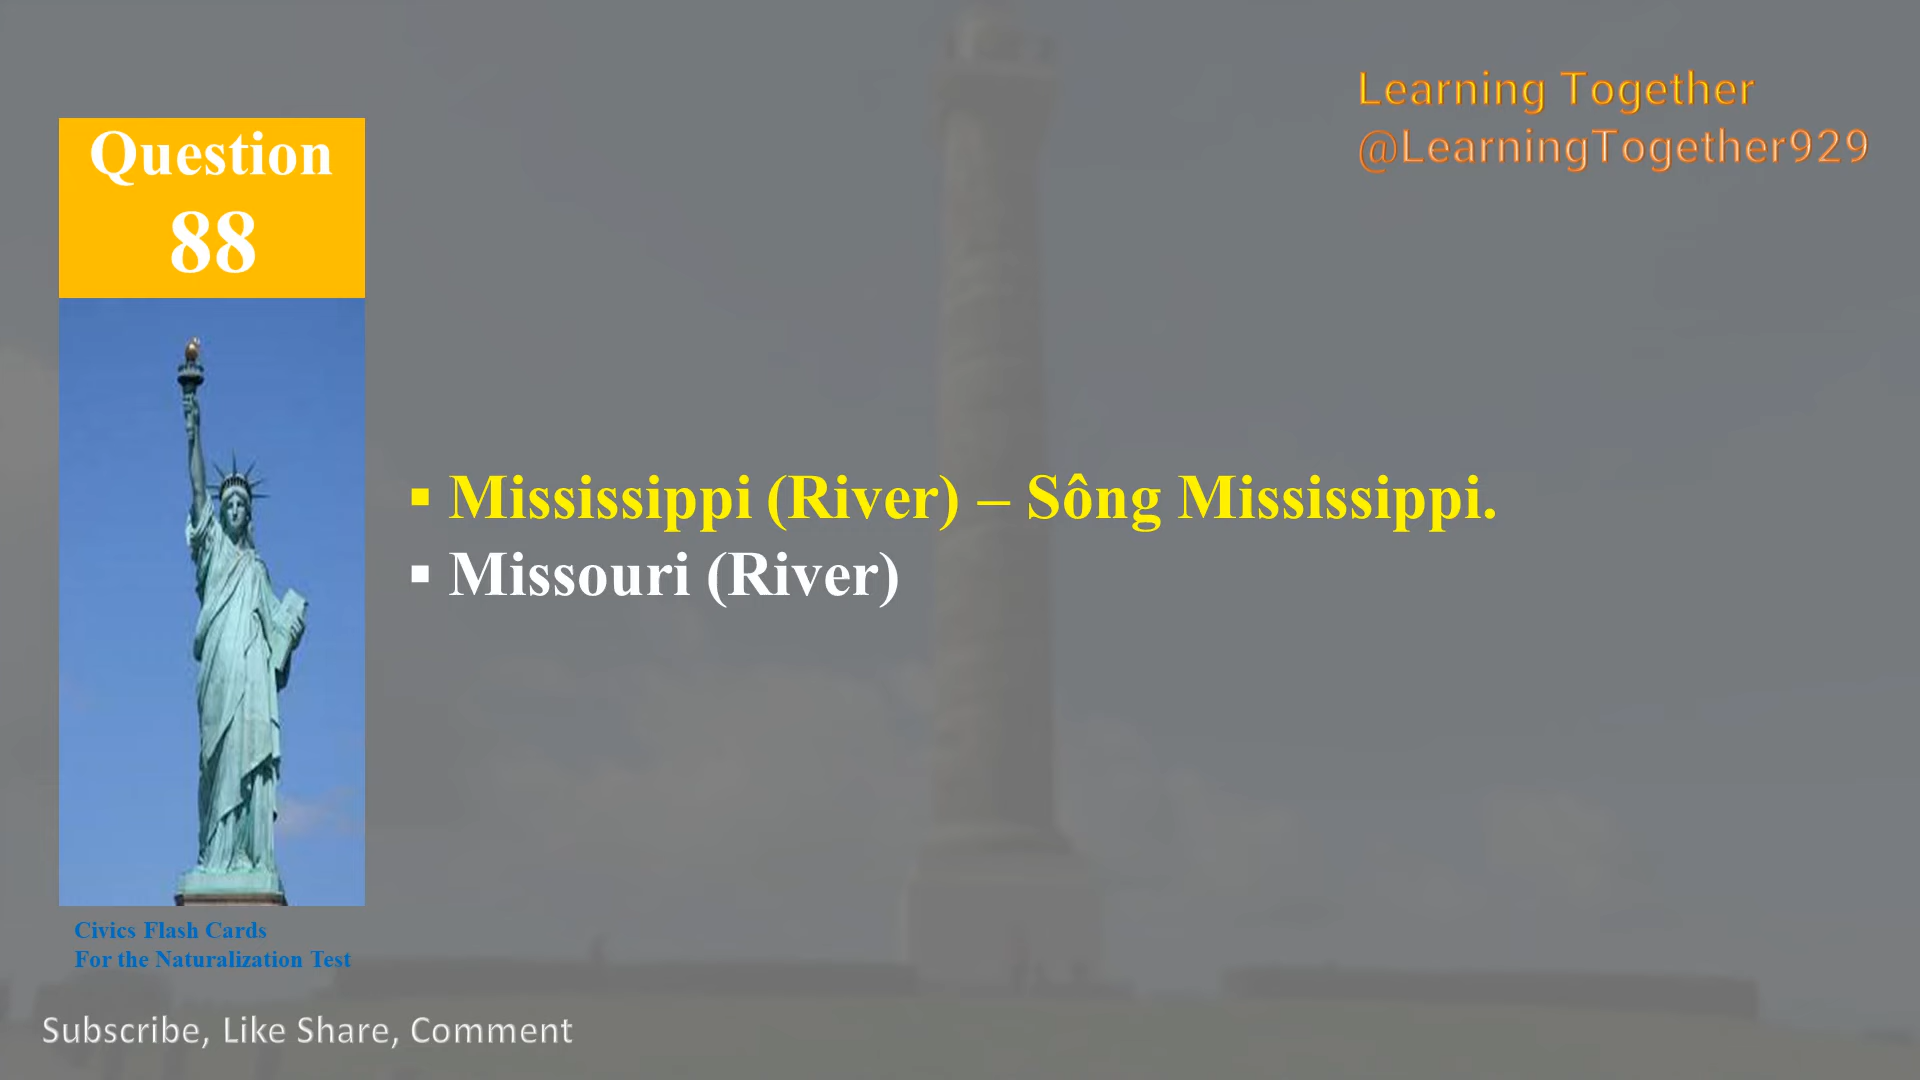 Learning Together
@LearningTogether929
Question
88
▪ Mississippi (River) – Sông Mississippi.
▪ Missouri (River)
Civics Flash Cards
For the Naturalization Test
Subscribe, Like Share, Comment